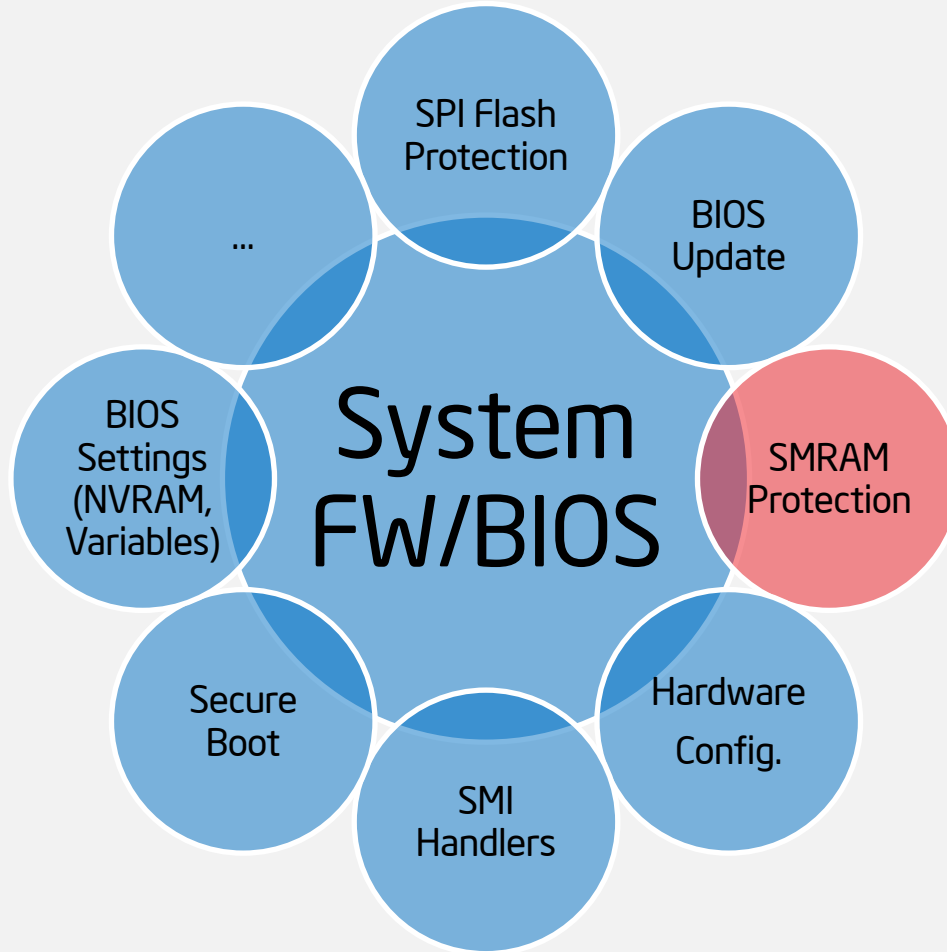 SPI Flash
Protection
BIOS
Update
...
System
FW/BIOS
BIOS
Settings
(NVRAM,
Variables)
SMRAM
Protection
Secure
Boot
Hardware
Config.
SMI
Handlers